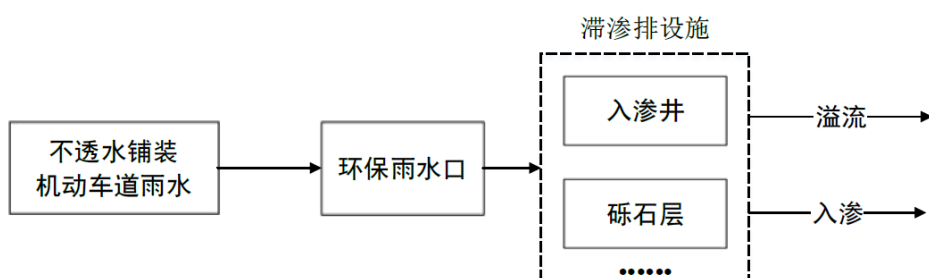 滞渗排设施
不透水铺装
机动车道雨水
环保雨水口
入渗井
砾石层
••••••
溢流
入渗